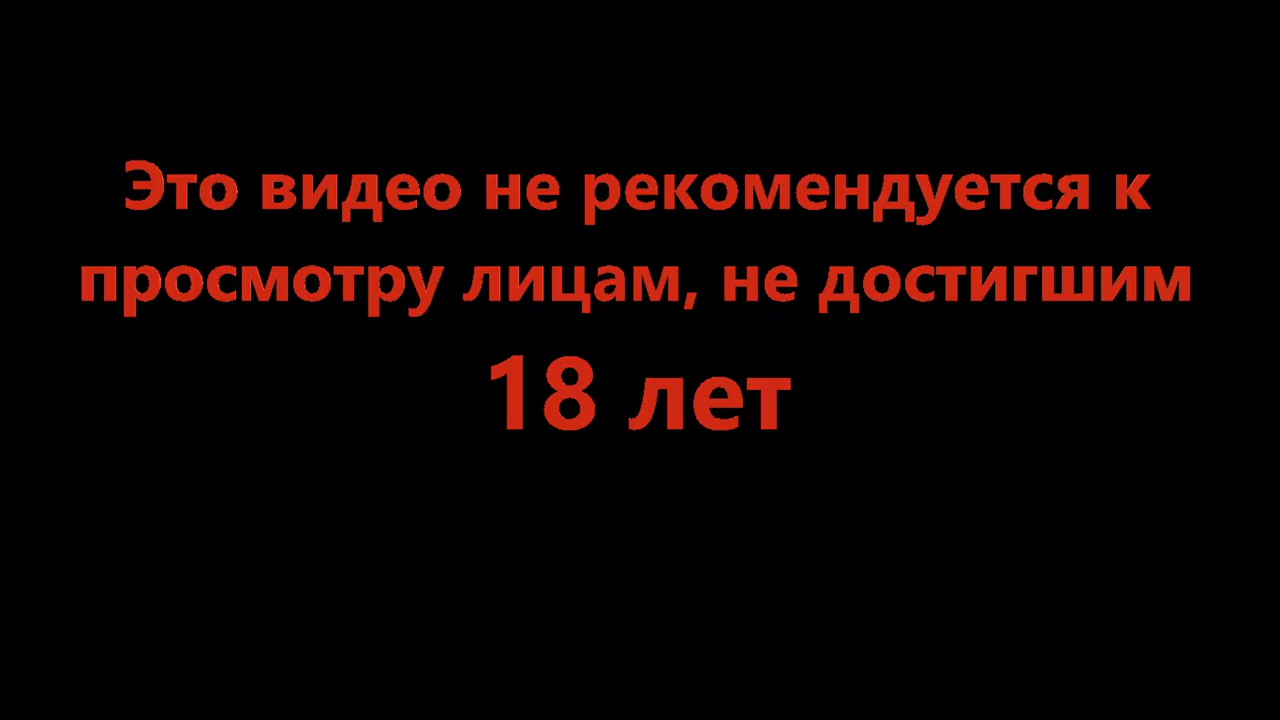 Это видео не рекомендуется к
просмотру лицам, не достигшим
18 лет